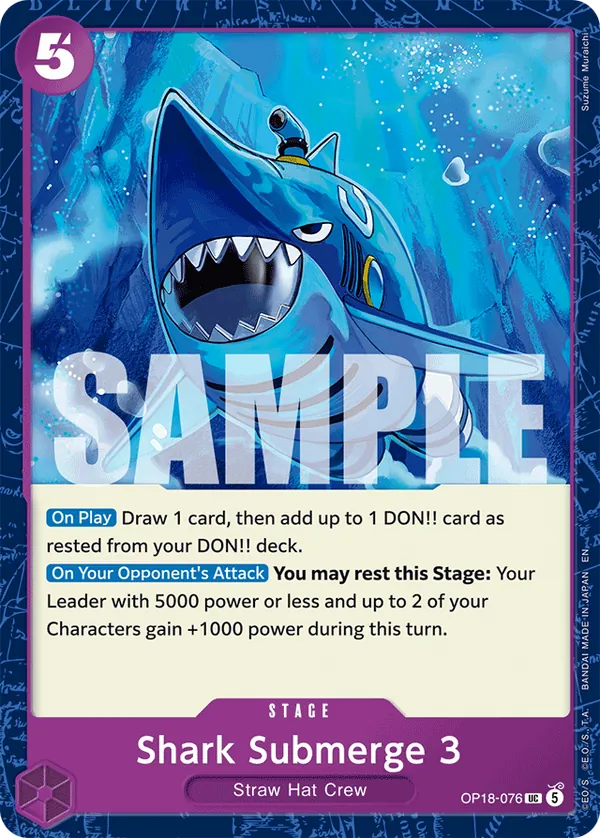 5
Suzume Muraichi
SAMPLE
On Play Draw 1 card, then add up to 1 DON!! card as
rested from your DON!! deck.
On Your Opponent's Attack You may rest this Stage: Your
Leader with 5000 power or less and up to 2 of your
Characters gain +1000 power during this turn.
©E.O./S. ©E.O./S., T.A. BANDAI MADE IN JAPAN EN
STAGE
Shark Submerge 3
Straw Hat Crew
OP18-076 UC 5